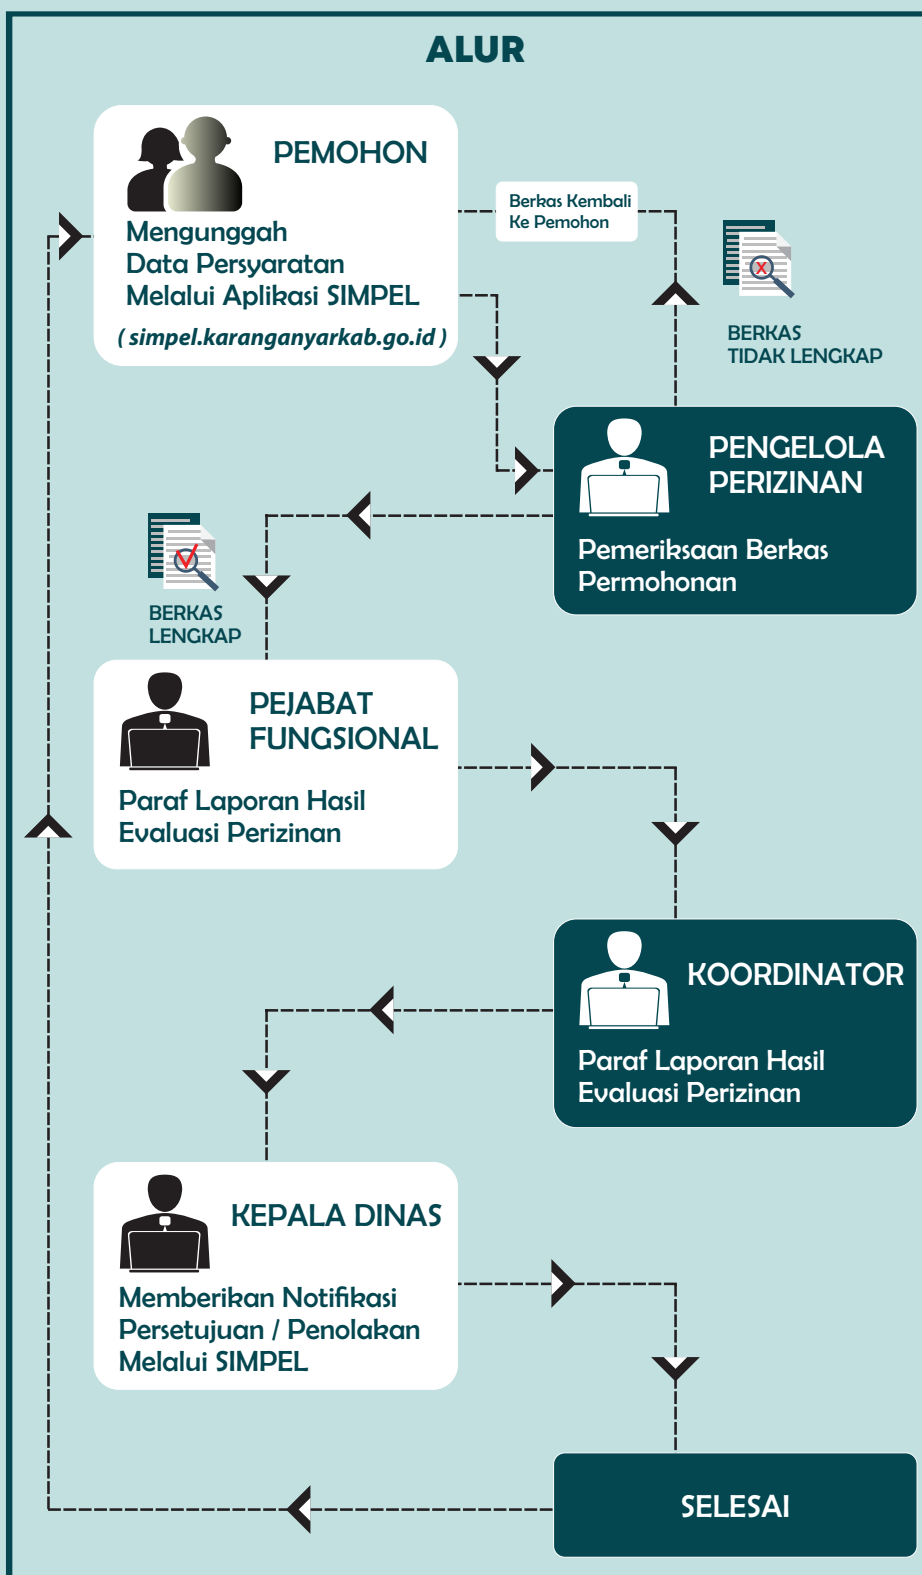 ALUR
PEMOHON
Mengunggah
Data Persyaratan
Melalui Aplikasi SIMPEL
( simpel.karanganyarkab.go.id )
Berkas Kembali
Ke Pemohon
X
BERKAS
TIDAK LENGKAP
PENGELOLA
PERIZINAN
Pemeriksaan Berkas
Permohonan
BERKAS
LENGKAP
PEJABAT
FUNGSIONAL
Paraf Laporan Hasil
Evaluasi Perizinan
KOORDINATOR
Paraf Laporan Hasil
Evaluasi Perizinan
KEPALA DINAS
Memberikan Notifikasi
Persetujuan / Penolakan
Melalui SIMPEL
SELESAI